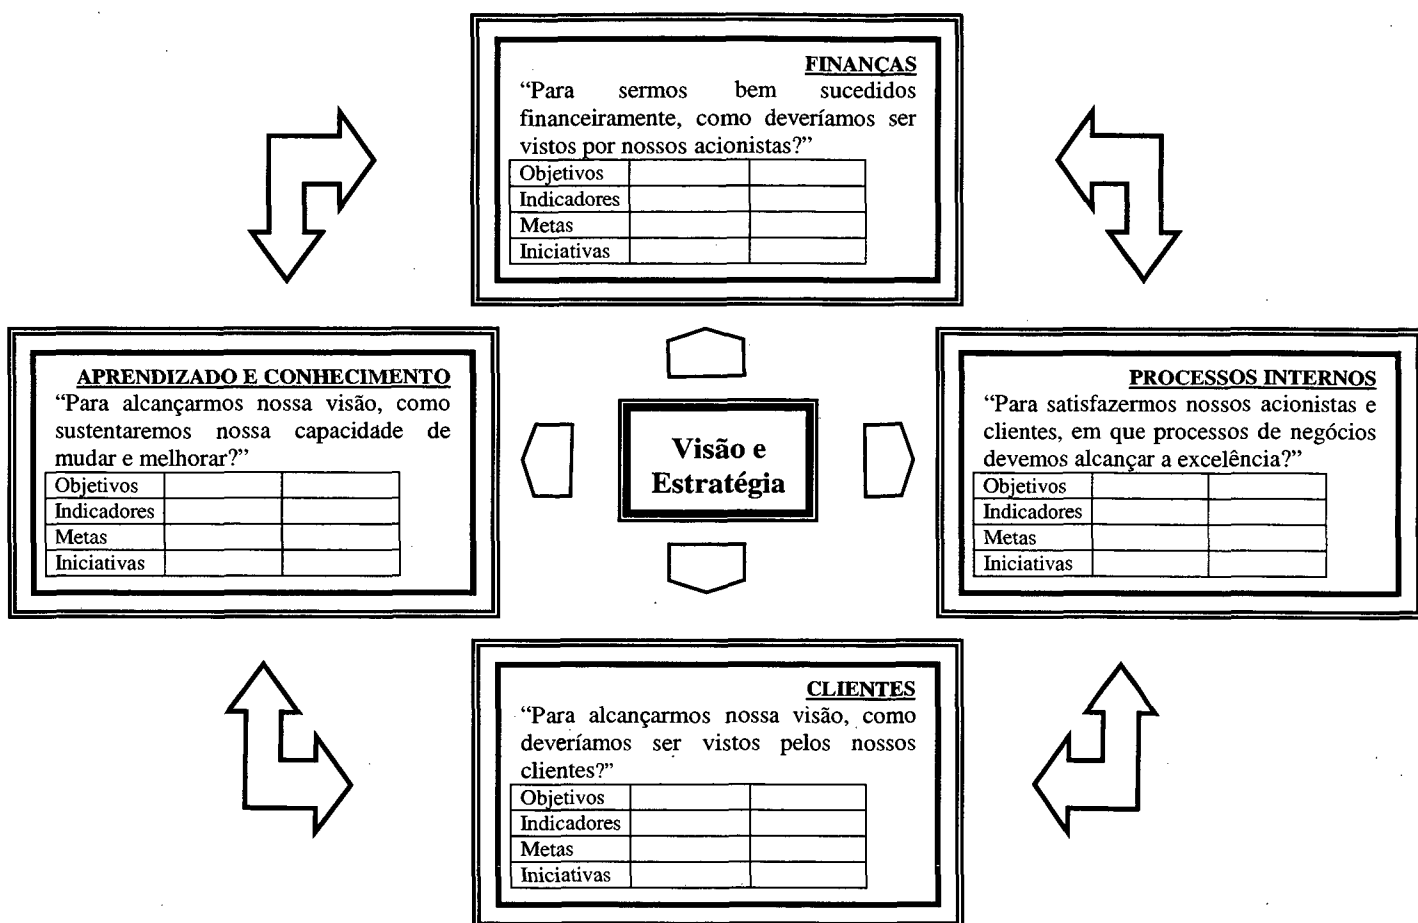 FINANÇAS
“Para sermos bem sucedidos
financeiramente, como deveríamos ser
vistos por nossos acionistas?”
Objetivos
Indicadores
Metas
Iniciativas
APRENDIZADO E CONHECIMENTO
“Para alcançarmos nossa visão, como
sustentaremos nossa capacidade de
mudar e melhorar?”
Objetivos
Indicadores
Metas
Iniciativas
Visão e
Estratégia
PROCESSOS INTERNOS
“Para satisfazermos nossos acionistas e
clientes, em que processos de negócios
devemos alcançar a excelência?”
Objetivos
Indicadores
Metas
Iniciativas
CLIENTES
“Para alcançarmos nossa visão, como
deveríamos ser vistos pelos nossos
clientes?”
Objetivos
Indicadores
Metas
Iniciativas